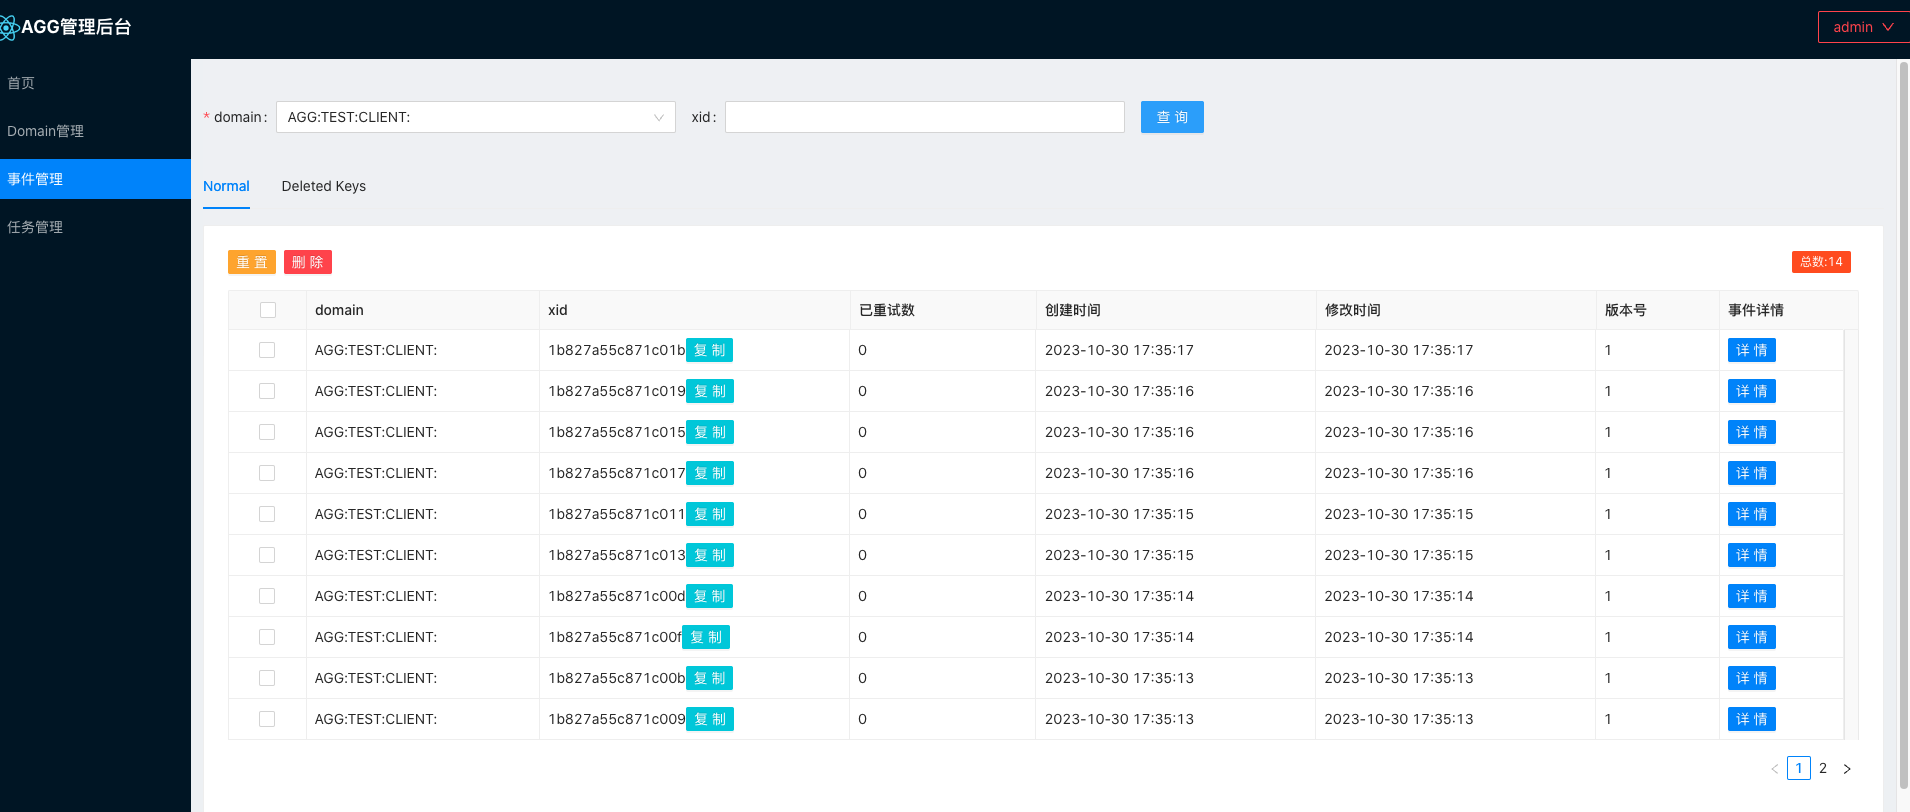 AGG管理后台
admin
首页
Domain管理
事件管理
任务管理
* domain: AGG:TEST:CLIENT: xid: 查 询
Normal Deleted Keys
重 置 删 除 总数:14
domain xid 已重试数 创建时间 修改时间 版本号 事件详情
AGG:TEST:CLIENT: 1b827a55c871c01b 复 制 0 2023-10-30 17:35:17 2023-10-30 17:35:17 1 详 情
AGG:TEST:CLIENT: 1b827a55c871c019 复 制 0 2023-10-30 17:35:16 2023-10-30 17:35:16 1 详 情
AGG:TEST:CLIENT: 1b827a55c871c015 复 制 0 2023-10-30 17:35:16 2023-10-30 17:35:16 1 详 情
AGG:TEST:CLIENT: 1b827a55c871c017 复 制 0 2023-10-30 17:35:16 2023-10-30 17:35:16 1 详 情
AGG:TEST:CLIENT: 1b827a55c871c011 复 制 0 2023-10-30 17:35:15 2023-10-30 17:35:15 1 详 情
AGG:TEST:CLIENT: 1b827a55c871c013 复 制 0 2023-10-30 17:35:15 2023-10-30 17:35:15 1 详 情
AGG:TEST:CLIENT: 1b827a55c871c00d 复 制 0 2023-10-30 17:35:14 2023-10-30 17:35:14 1 详 情
AGG:TEST:CLIENT: 1b827a55c871c00f 复 制 0 2023-10-30 17:35:14 2023-10-30 17:35:14 1 详 情
AGG:TEST:CLIENT: 1b827a55c871c00b 复 制 0 2023-10-30 17:35:13 2023-10-30 17:35:13 1 详 情
AGG:TEST:CLIENT: 1b827a55c871c009 复 制 0 2023-10-30 17:35:13 2023-10-30 17:35:13 1 详 情
< 1 2 >